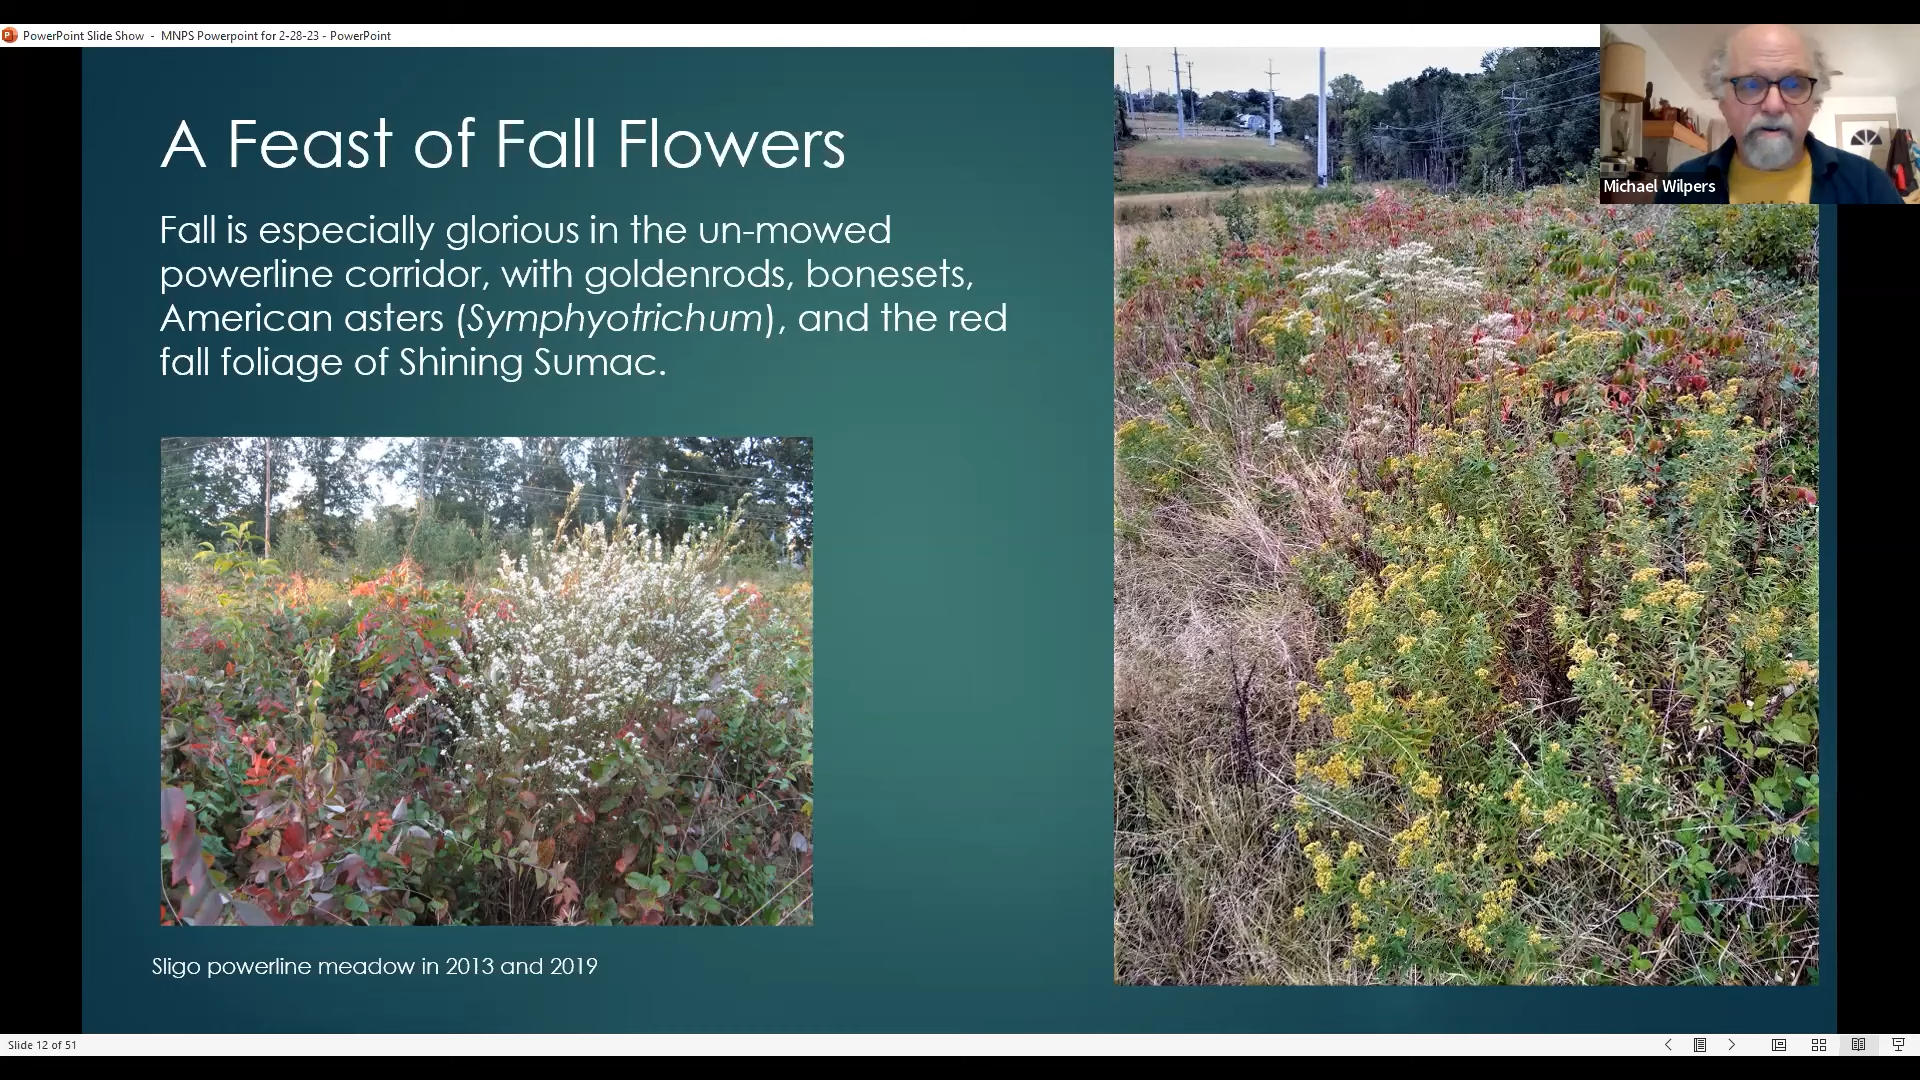 PowerPoint Slide Show - MNPS Powerpoint for 2-28-23 - PowerPoint
A Feast of Fall Flowers
Fall is especially glorious in the un-mowed
powerline corridor, with goldenrods, bonesets,
American asters (Symphyotrichum), and the red
fall foliage of Shining Sumac.
Michael Wilpers
Sligo powerline meadow in 2013 and 2019
Slide 12 of 51